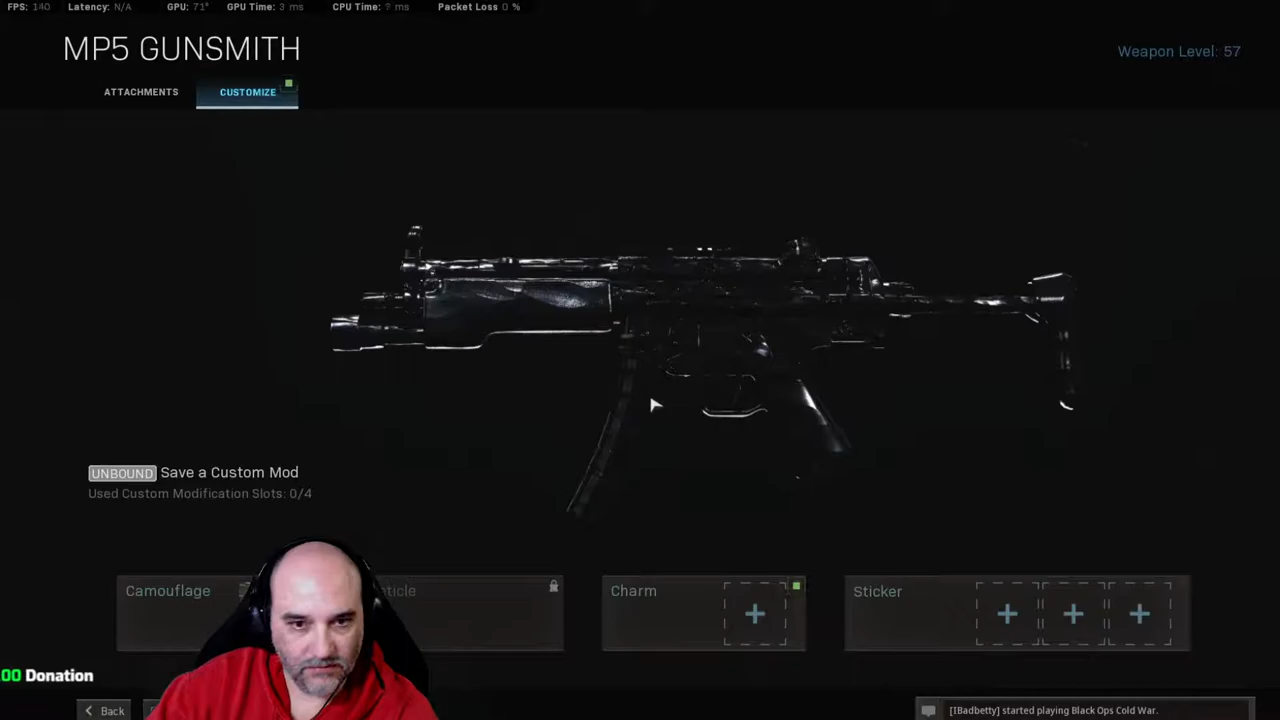 FPS: 140 Latency: N/A GPU: 71° GPU Time: 3 ms CPU Time: ? ms Packet Loss 0 %
MP5 GUNSMITH
Weapon Level: 57
ATTACHMENTS CUSTOMIZE
UNBOUND Save a Custom Mod
Used Custom Modification Slots: 0/4
Camouflage eticle Charm Sticker
00 Donation
Back
[[IBadbetty] started playing Black Ops Cold War.